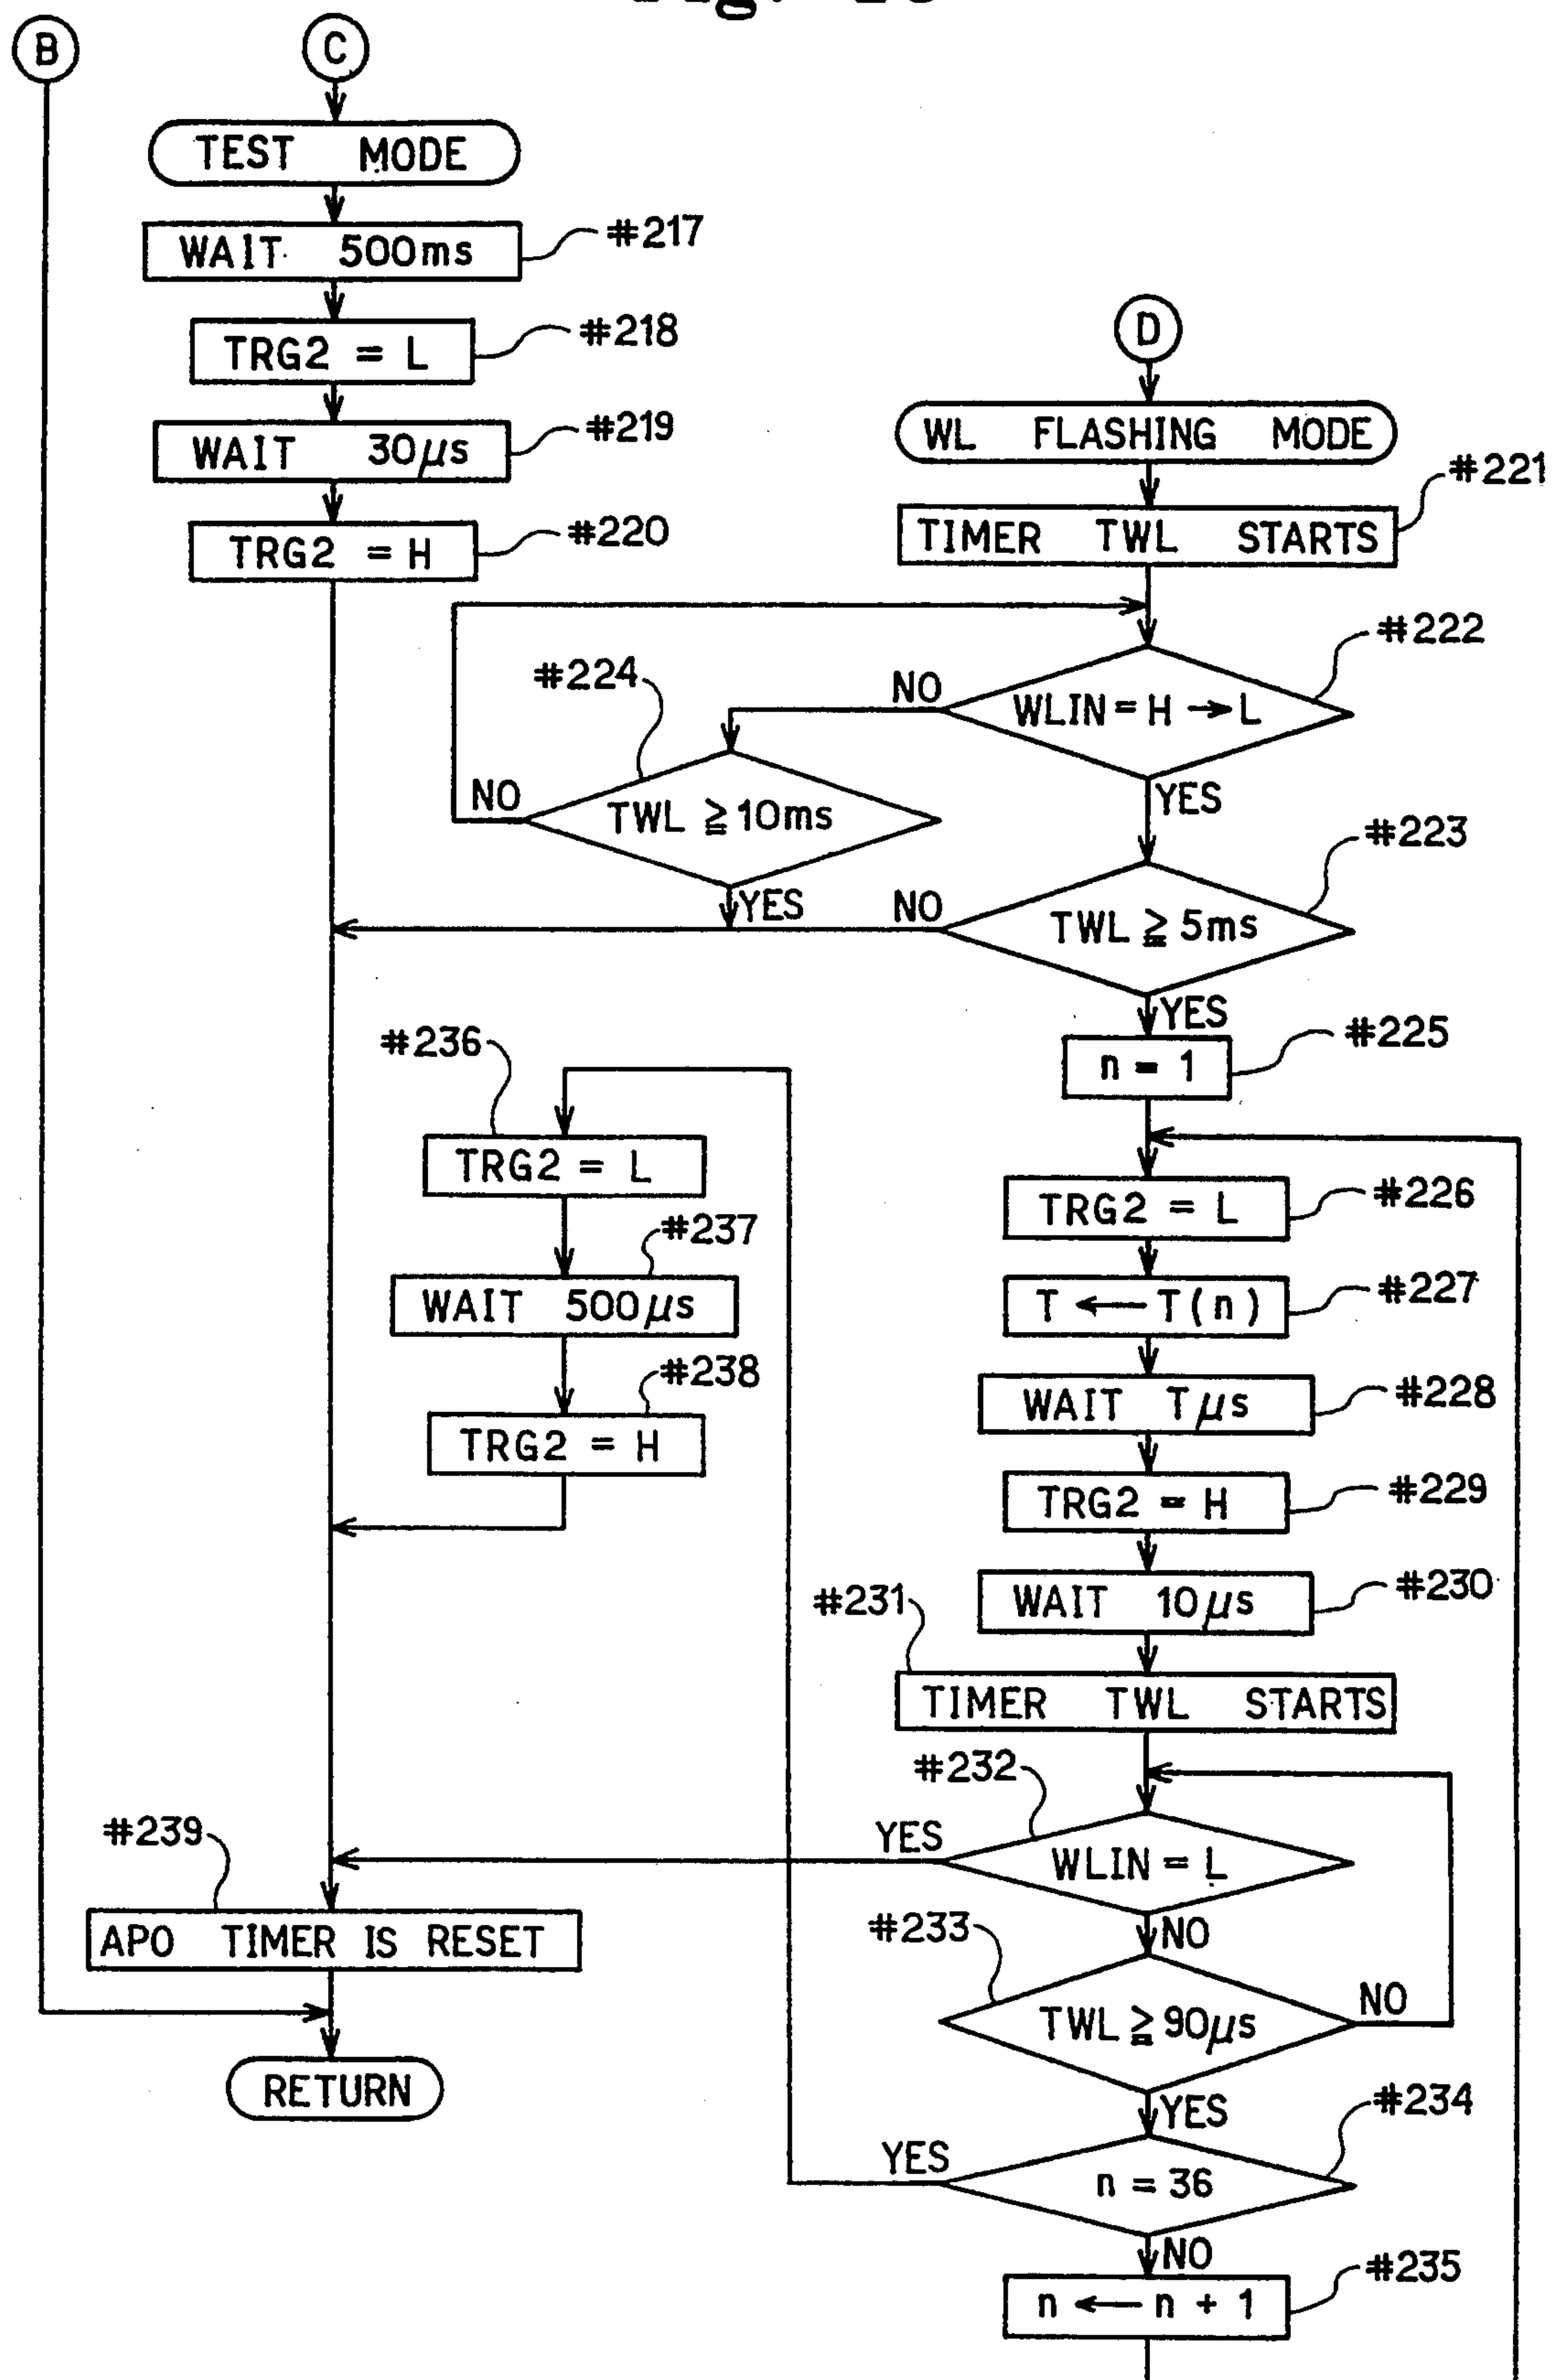 B
C
TEST MODE
WAIT 500ms
#217
TRG2 = L
#218
WAIT 30μs
#219
TRG2 = H
#220
D
WL FLASHING MODE
TIMER TWL STARTS
#221
WLIN = H → L
#222
NO
YES
#224
TWL ≧ 10ms
NO
YES
TWL ≧ 5ms
#223
NO
YES
n = 1
#225
TRG2 = L
#226
T ← T(n)
#227
WAIT Tμs
#228
TRG2 = H
#229
WAIT 10μs
#230
#231
TIMER TWL STARTS
#232
WLIN = L
YES
NO
#233
TWL ≧ 90μs
NO
YES
#234
n = 36
YES
NO
n ← n + 1
#235
#236
TRG2 = L
#237
WAIT 500μs
#238
TRG2 = H
#239
APO TIMER IS RESET
RETURN